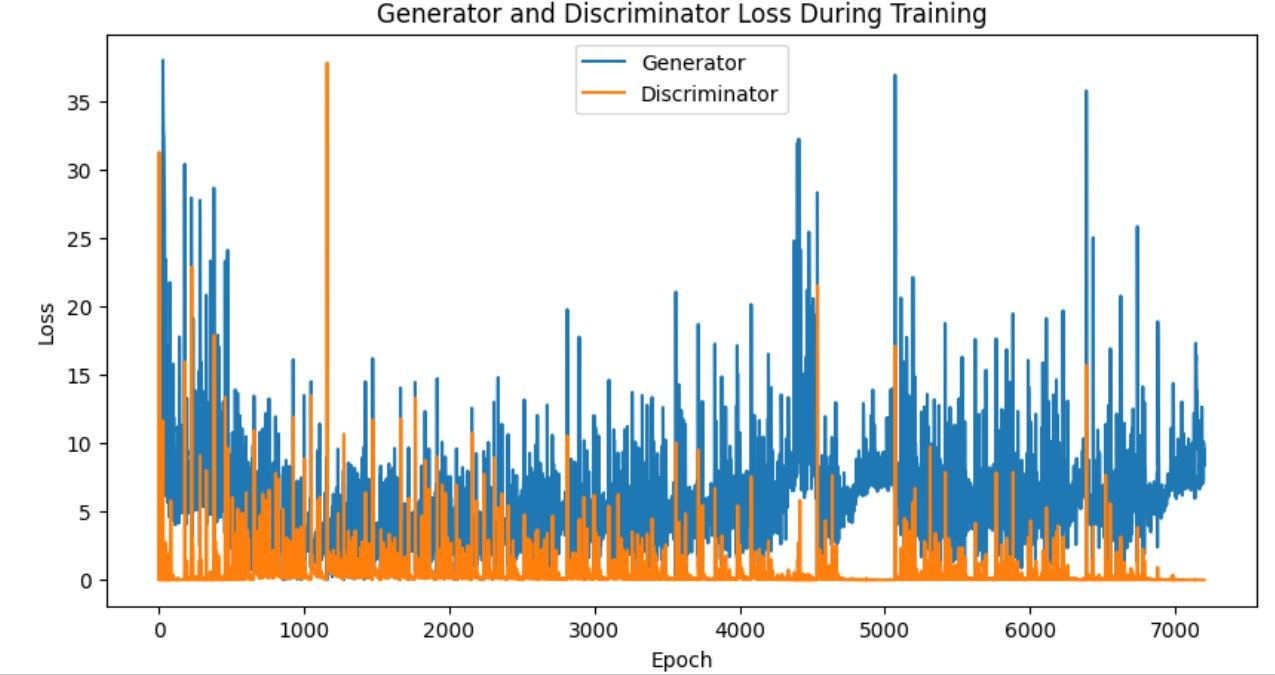 Generator and Discriminator Loss During Training
Generator
Discriminator
35
30
25
20
15
10
5
0
Loss
0 1000 2000 3000 4000 5000 6000 7000
Epoch